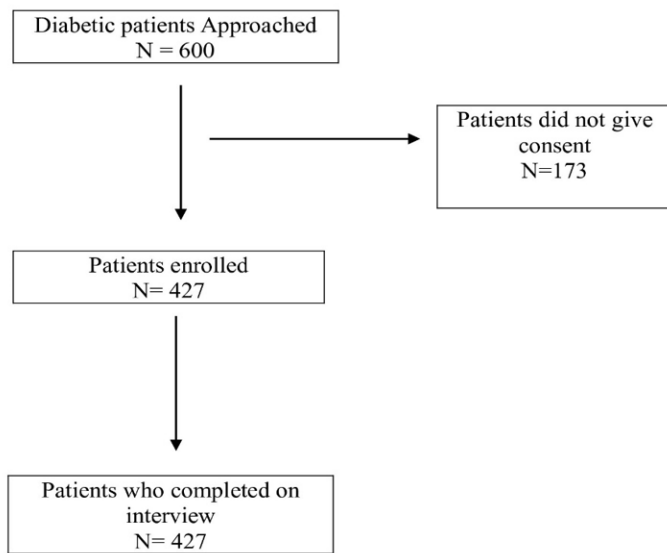 Diabetic patients Approached
N = 600
Patients did not give
consent
N=173
Patients enrolled
N= 427
Patients who completed on
interview
N= 427